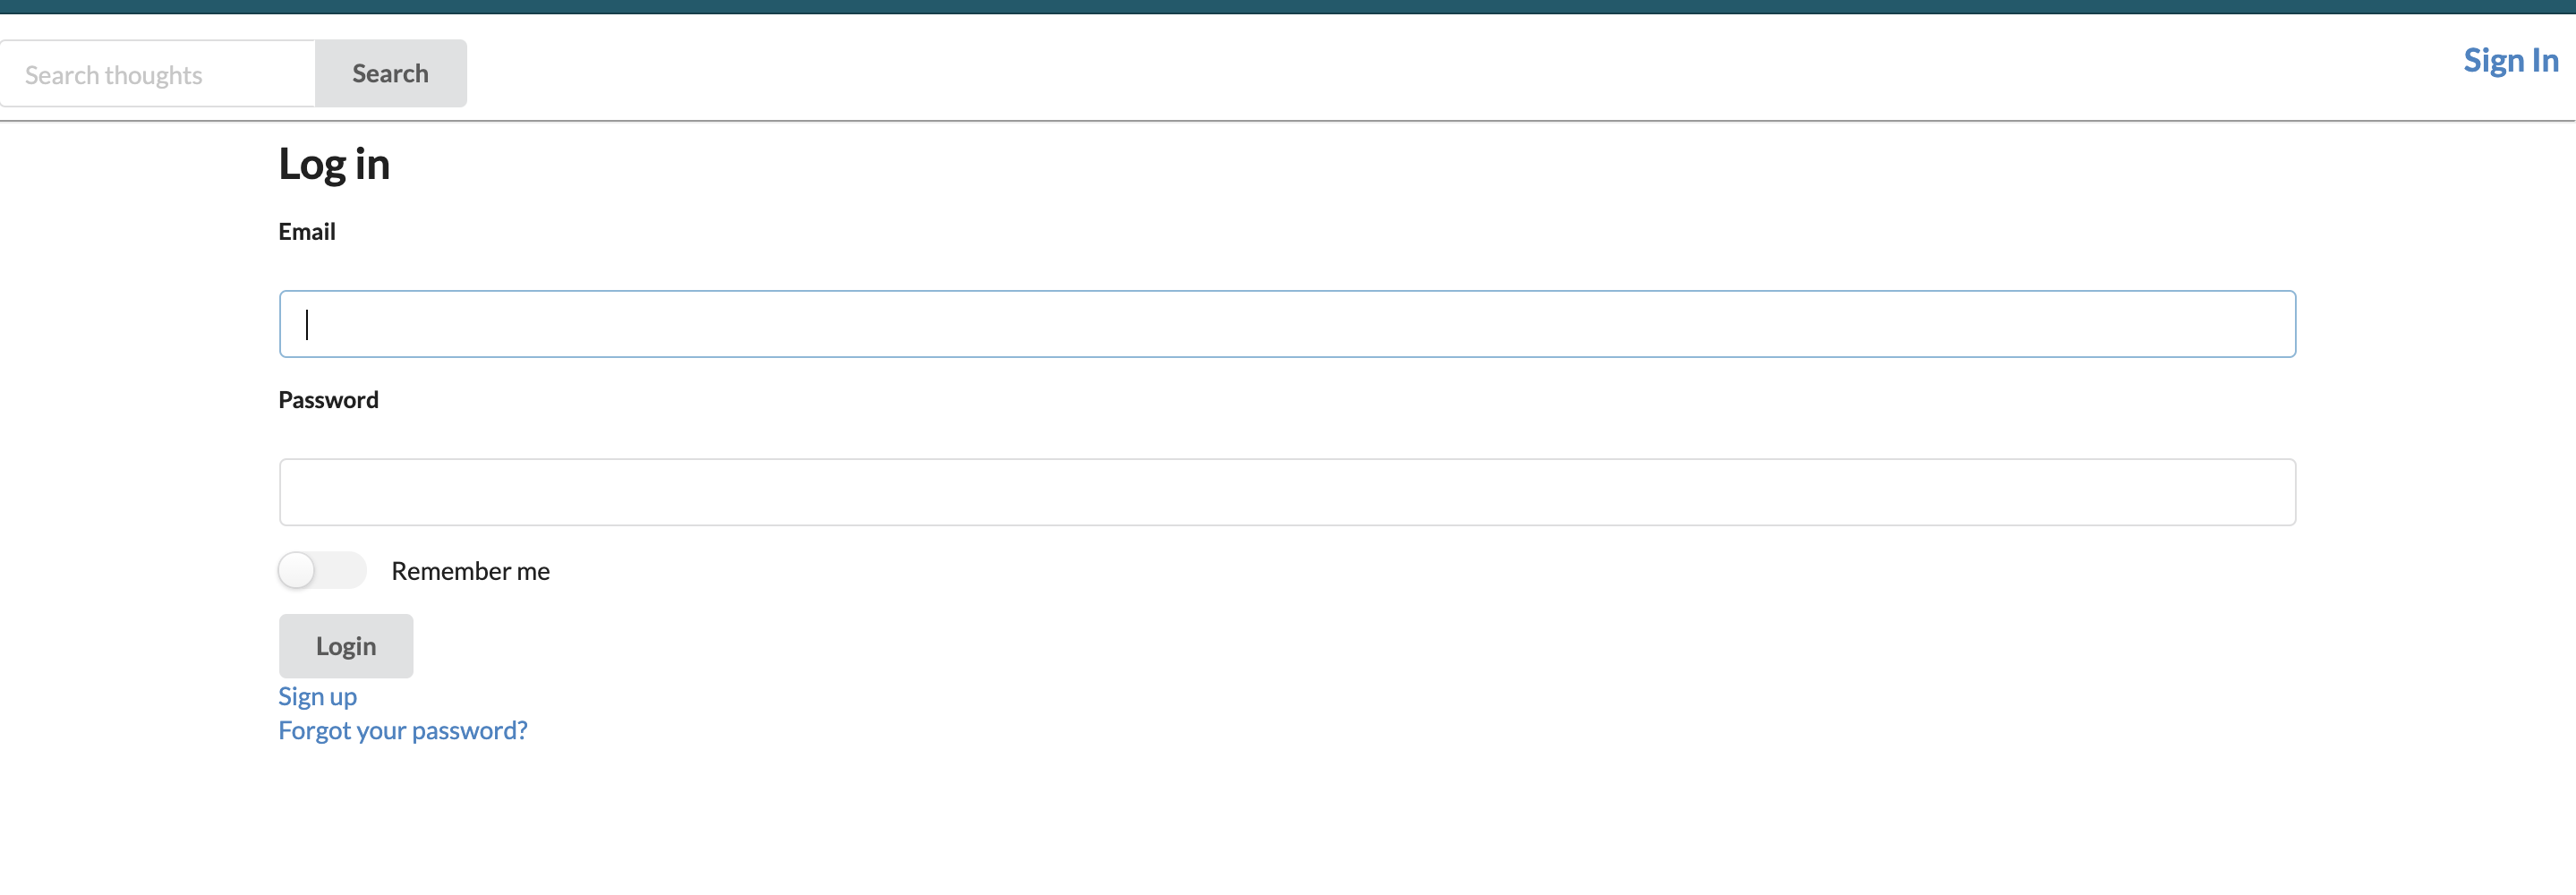 Search thoughts
Search
Sign In
Log in
Email
Password
Remember me
Login
Sign up
Forgot your password?